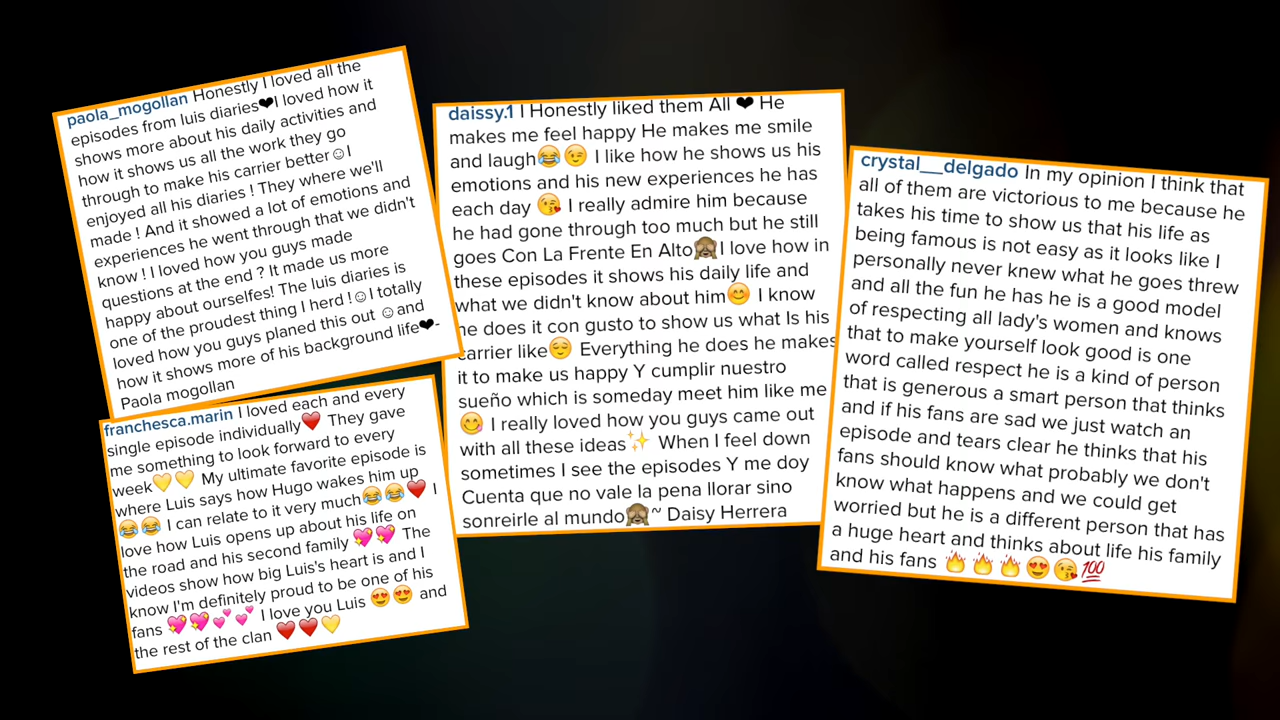 paola_mogollan Honestly I loved all the
episodes from luis diaries❤I loved how it
shows more about his daily activities and
how it shows us all the work they go
through to make his carrier better☺I
enjoyed all his diaries ! They where we'll
made ! And it showed a lot of emotions and
experiences he went through that we didn't
know ! I loved how you guys made
questions at the end ? It made us more
happy about ourselfes! The luis diaries is
one of the proudest thing I herd !☺I totally
loved how you guys planed this out ☺and
how it shows more of his background life❤-
Paola mogollan
franchesca.marin I loved each and every
single episode individually❤️ They gave
me something to look forward to every
week💛💛 My ultimate favorite episode is
where Luis says how Hugo wakes him up
😂😂 I can relate to it very much😂😂❤️ I
love how Luis opens up about his life on
the road and his second family 💖💖 The
videos show how big Luis's heart is and I
know I'm definitely proud to be one of his
fans 💖💖💕💕 I love you Luis 😍😍 and
the rest of the clan ❤️❤️💛
daissy.1 I Honestly liked them All ❤ He
makes me feel happy He makes me smile
and laugh😂😉 I like how he shows us his
emotions and his new experiences he has
each day 😘 I really admire him because
he had gone through too much but he still
goes Con La Frente En Alto🙈I love how in
these episodes it shows his daily life and
what we didn't know about him😊 I know
he does it con gusto to show us what Is his
carrier like😌 Everything he does he makes
it to make us happy Y cumplir nuestro
sueño which is someday meet him like me
😋 I really loved how you guys came out
with all these ideas✨ When I feel down
sometimes I see the episodes Y me doy
Cuenta que no vale la pena llorar sino
sonreirle al mundo🙈~ Daisy Herrera
crystal__delgado In my opinion I think that
all of them are victorious to me because he
takes his time to show us that his life as
being famous is not easy as it looks like I
personally never knew what he goes threw
and all the fun he has he is a good model
of respecting all lady's women and knows
that to make yourself look good is one
word called respect he is a kind of person
that is generous a smart person that thinks
and if his fans are sad we just watch an
episode and tears clear he thinks that his
fans should know what probably we don't
know what happens and we could get
worried but he is a different person that has
a huge heart and thinks about life his family
and his fans 🔥🔥🔥😍😘💯